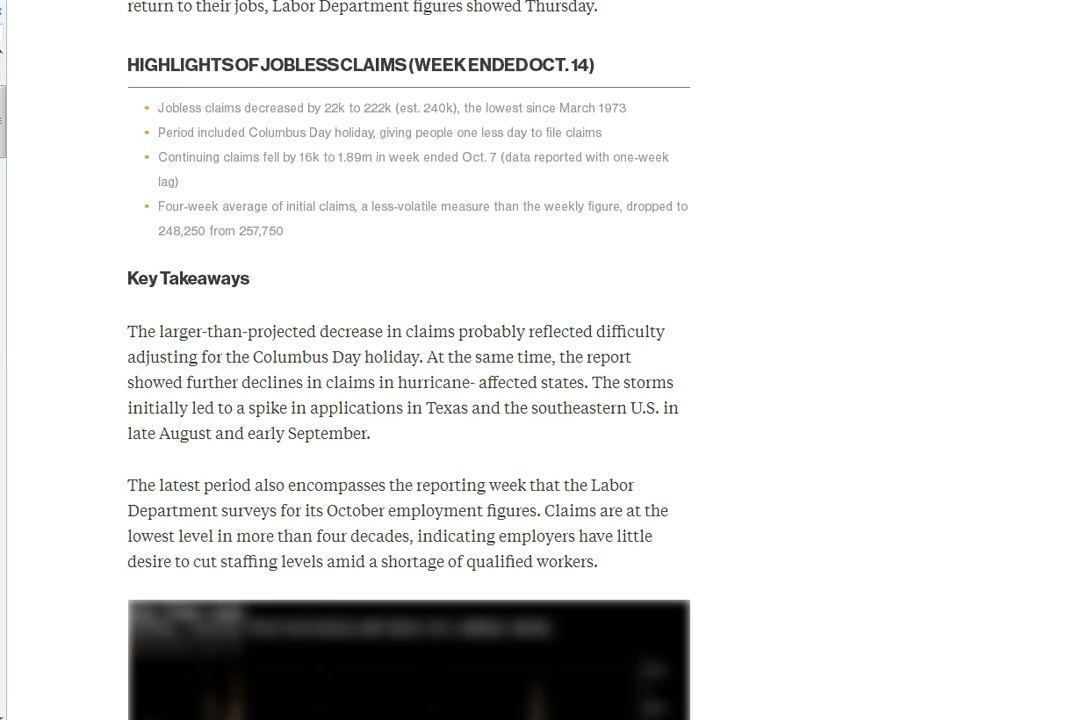 return to their jobs, Labor Department figures showed Thursday.
HIGHLIGHTS OF JOBLESS CLAIMS (WEEK ENDED OCT. 14)
• Jobless claims decreased by 22k to 222k (est. 240k), the lowest since March 1973
• Period included Columbus Day holiday, giving people one less day to file claims
• Continuing claims fell by 16k to 1.89m in week ended Oct. 7 (data reported with one-week
lag)
• Four-week average of initial claims, a less-volatile measure than the weekly figure, dropped to
248,250 from 257,750
Key Takeaways
The larger-than-projected decrease in claims probably reflected difficulty
adjusting for the Columbus Day holiday. At the same time, the report
showed further declines in claims in hurricane- affected states. The storms
initially led to a spike in applications in Texas and the southeastern U.S. in
late August and early September.
The latest period also encompasses the reporting week that the Labor
Department surveys for its October employment figures. Claims are at the
lowest level in more than four decades, indicating employers have little
desire to cut staffing levels amid a shortage of qualified workers.